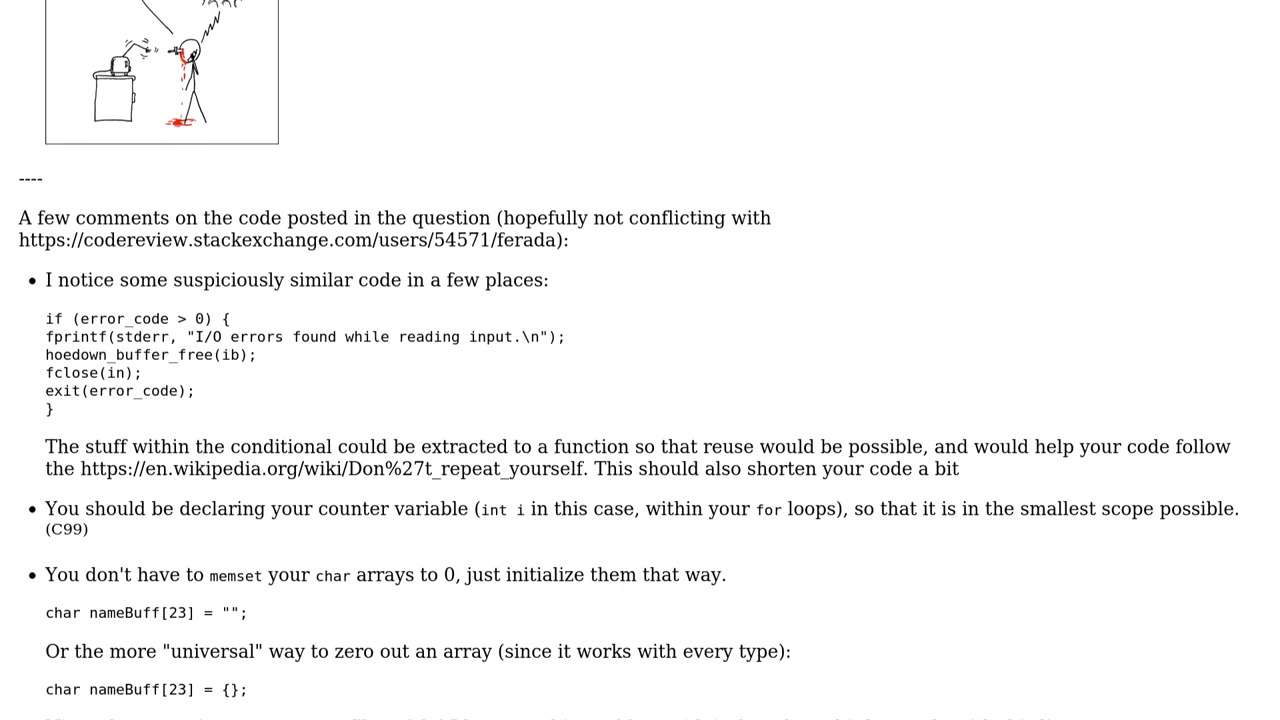 ----
A few comments on the code posted in the question (hopefully not conflicting with
https://codereview.stackexchange.com/users/54571/ferada):
• I notice some suspiciously similar code in a few places:
if (error_code > 0) {
fprintf(stderr, "I/O errors found while reading input.\n");
hoedown_buffer_free(ib);
fclose(in);
exit(error_code);
}
The stuff within the conditional could be extracted to a function so that reuse would be possible, and would help your code follow
the https://en.wikipedia.org/wiki/Don%27t_repeat_yourself. This should also shorten your code a bit
• You should be declaring your counter variable (int i in this case, within your for loops), so that it is in the smallest scope possible.
(C99)
• You don't have to memset your char arrays to 0, just initialize them that way.
char nameBuff[23] = "";
Or the more "universal" way to zero out an array (since it works with every type):
char nameBuff[23] = {};